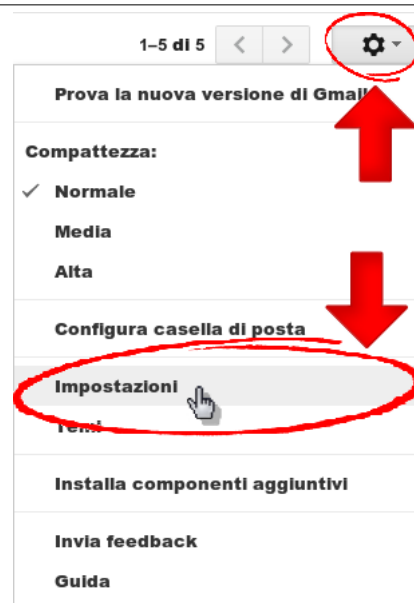 1–5 di 5
Prova la nuova versione di Gmail
Compattezza:
Normale
Media
Alta
Configura casella di posta
Impostazioni
Temi
Installa componenti aggiuntivi
Invia feedback
Guida